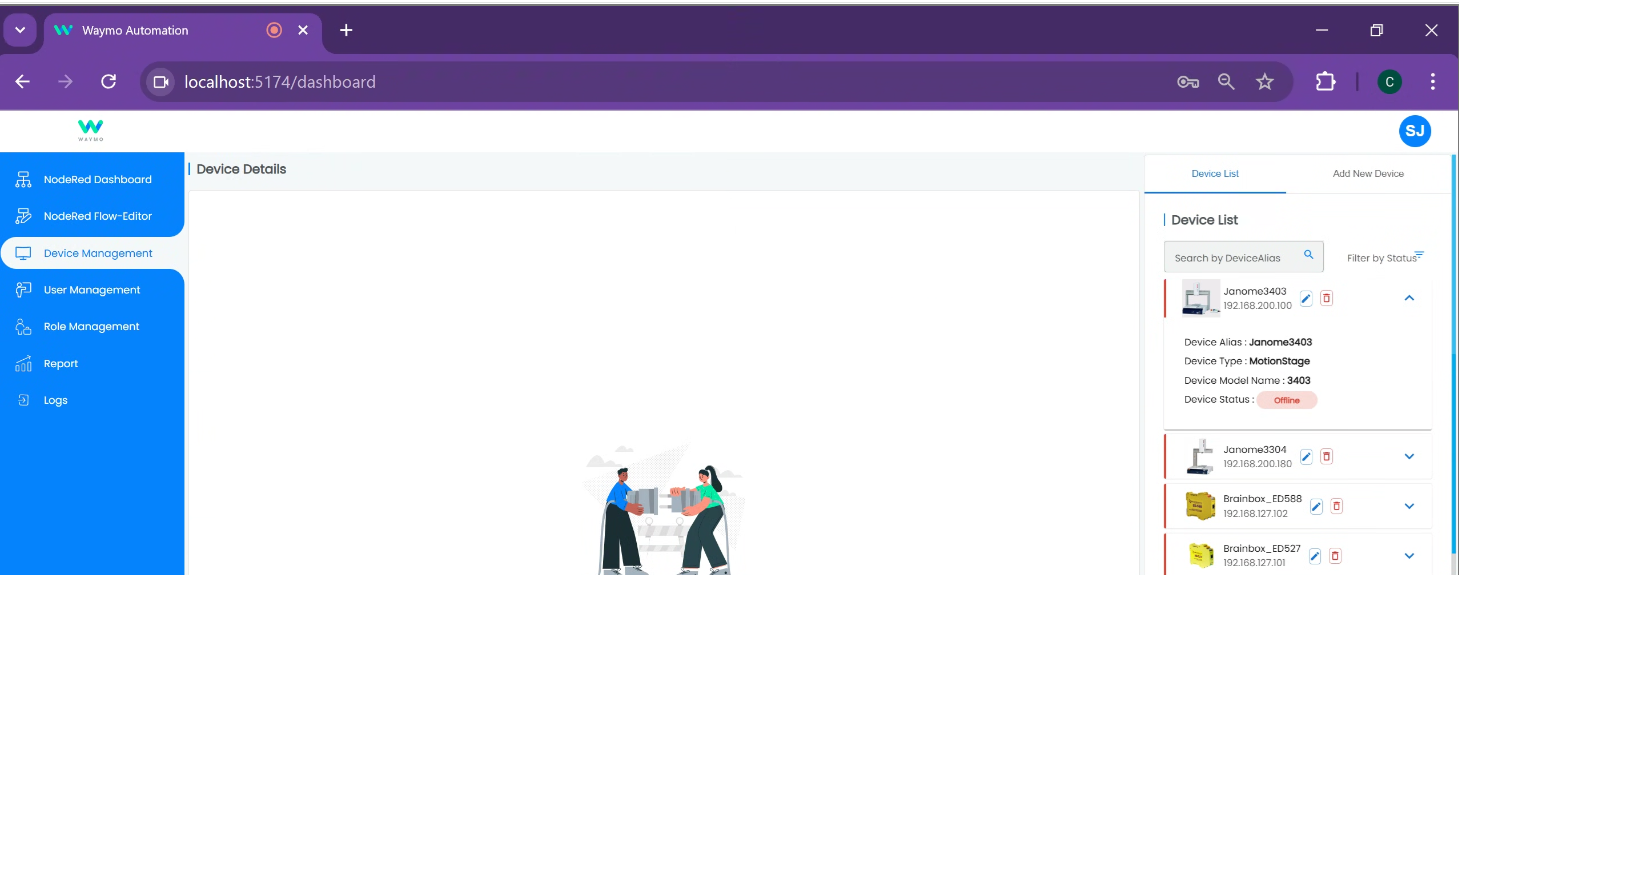 Waymo Automation
localhost:5174/dashboard
C
WAYMO
SJ
NodeRed Dashboard
NodeRed Flow-Editor
Device Management
User Management
Role Management
Report
Logs
Device Details
Device List
Add New Device
Device List
Search by DeviceAlias
Filter by Status
Janome3403
192.168.200.100
Device Alias : Janome3403
Device Type : MotionStage
Device Model Name : 3403
Device Status : Offline
Janome3304
192.168.200.180
Brainbox_ED588
192.168.127.102
Brainbox_ED527
192.168.127.101